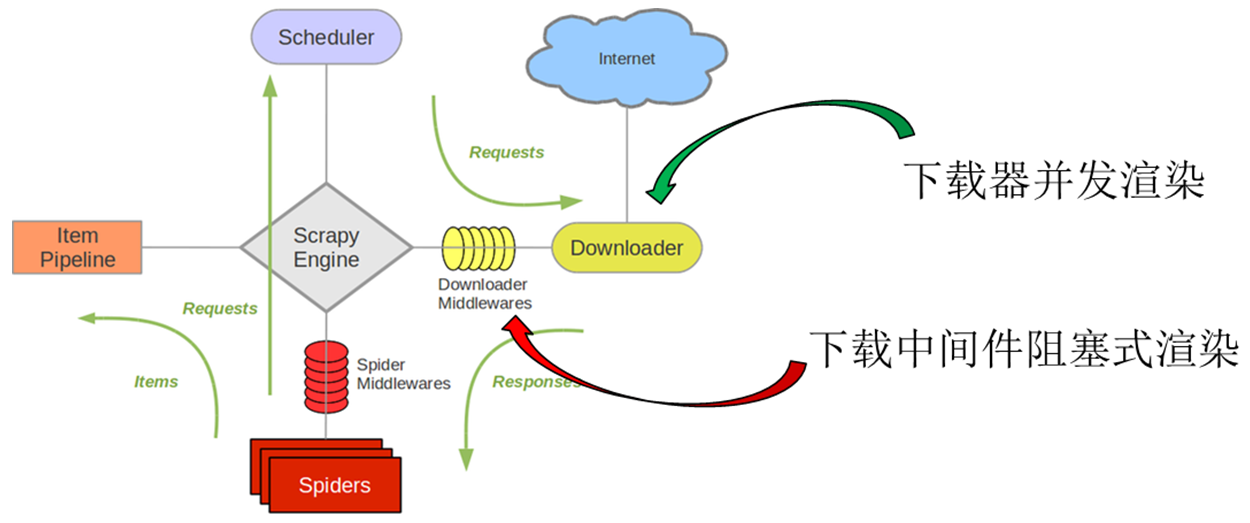 Scheduler
Internet
Requests
下载器并发渲染
Item
Pipeline
Scrapy
Engine
Downloader
Downloader
Middlewares
Requests
下载中间件阻塞式渲染
Spider
Middlewares
Items
Responses
Spiders